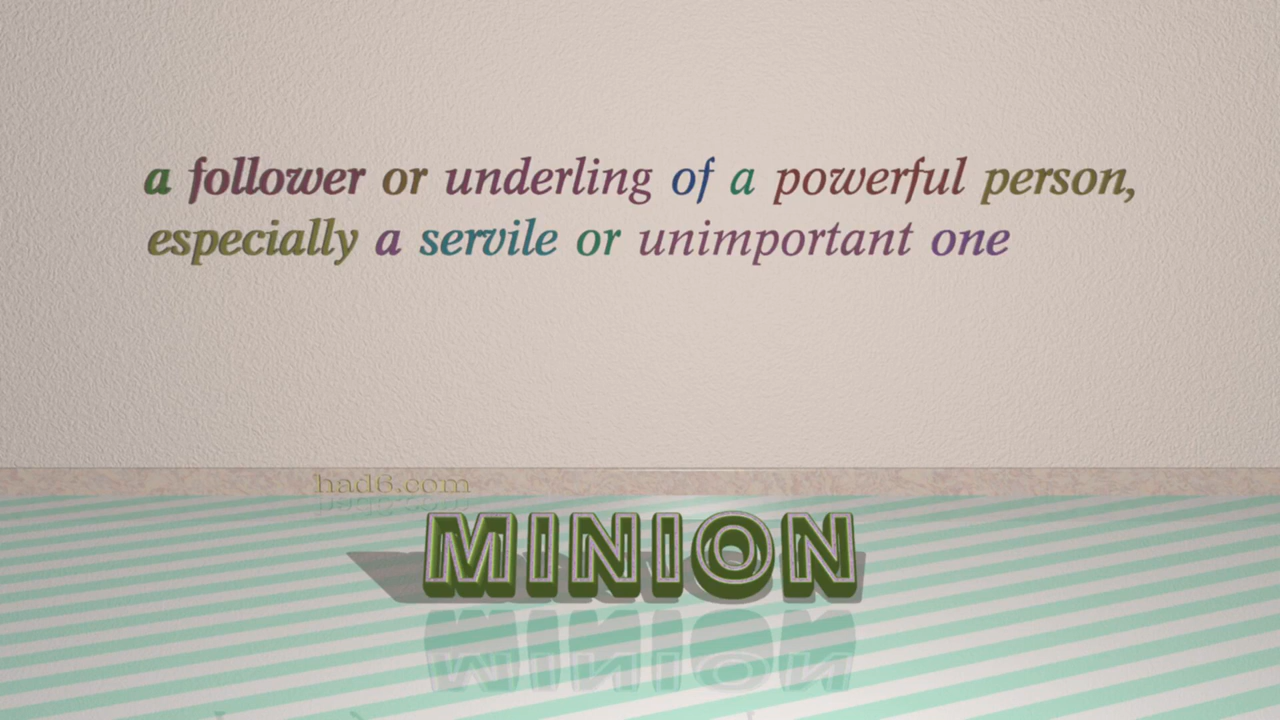 a follower or underling of a powerful person,
especially a servile or unimportant one
had6.com
MINION